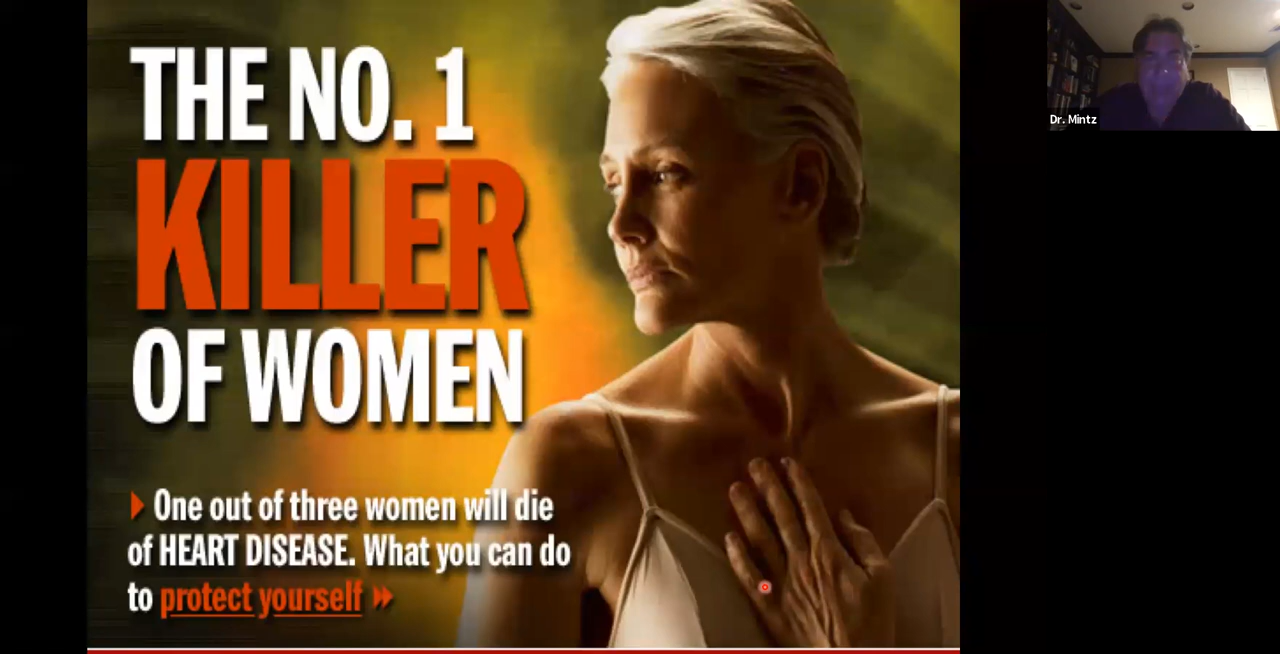 THE NO. 1
KILLER
OF WOMEN
One out of three women will die
of HEART DISEASE. What you can do
to protect yourself
Dr. Mintz